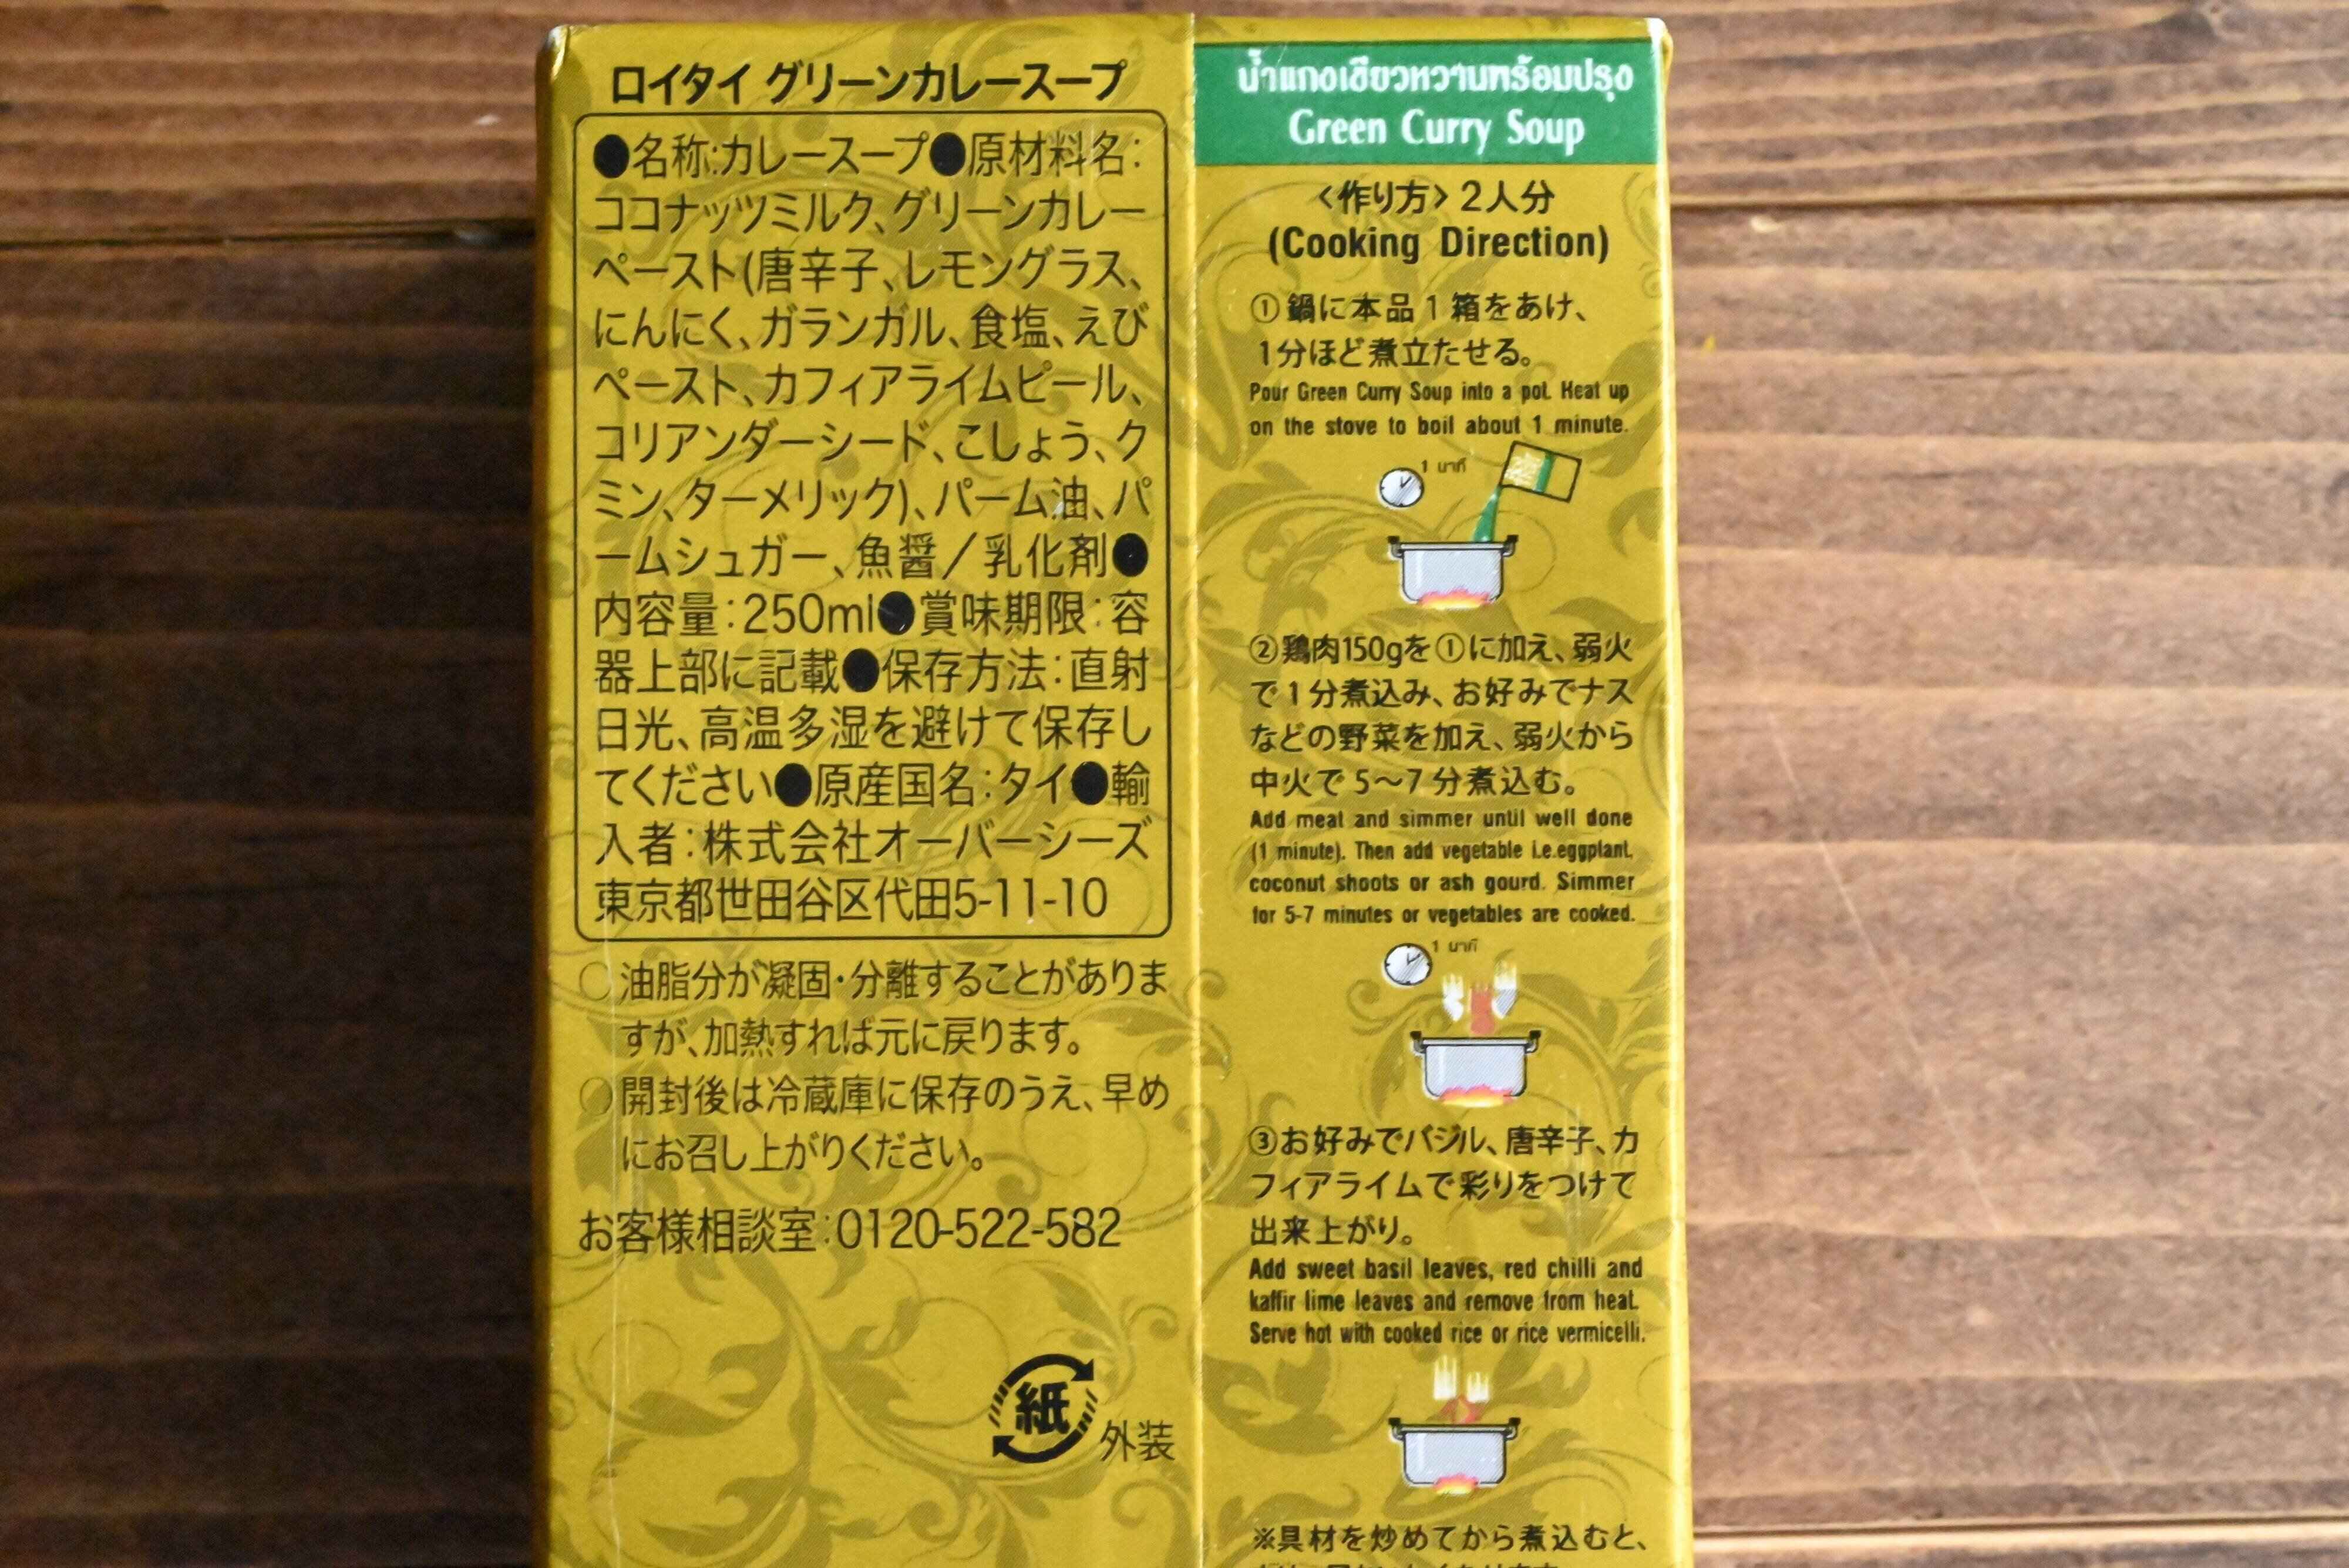 ロイタイ グリーンカレースープ
●名称:カレースープ●原材料名:
ココナッツミルク、グリーンカレー
ペースト(唐辛子、レモングラス、
にんにく、ガランガル、食塩、えび
ペースト、カフィアライムピール、
コリアンダーシード、こしょう、ク
ミン、ターメリック)、パーム油、パ
ームシュガー、魚醤/乳化剤●
内容量:250ml●賞味期限:容
器上部に記載●保存方法:直射
日光、高温多湿を避けて保存し
てください●原産国名:タイ●輸
入者:株式会社オーバーシーズ
東京都世田谷区代田5-11-10
○油脂分が凝固・分離することがありま
すが、加熱すれば元に戻ります。
○開封後は冷蔵庫に保存のうえ、早め
にお召し上がりください。
お客様相談室:0120-522-582
紙
外装
น้ำแกงเขียวหวานพร้อมปรุง
Green Curry Soup
〈作り方〉2人分
(Cooking Direction)
①鍋に本品1箱をあけ、
1分ほど煮立たせる。
Pour Green Curry Soup into a pot. Heat up
on the stove to boil about 1 minute.
1 นาที
②鶏肉150gを①に加え、弱火
で1分煮込み、お好みでナス
などの野菜を加え、弱火から
中火で5〜7分煮込む。
Add meat and simmer until well done
(1 minute). Then add vegetable i.e.eggplant,
coconut shoots or ash gourd. Simmer
for 5-7 minutes or vegetables are cooked.
1 นาที
③お好みでバジル、唐辛子、カ
フィアライムで彩りをつけて
出来上がり。
Add sweet basil leaves, red chilli and
kaffir lime leaves and remove from heat.
Serve hot with cooked rice or rice vermicelli.
※具材を炒めてから煮込むと、